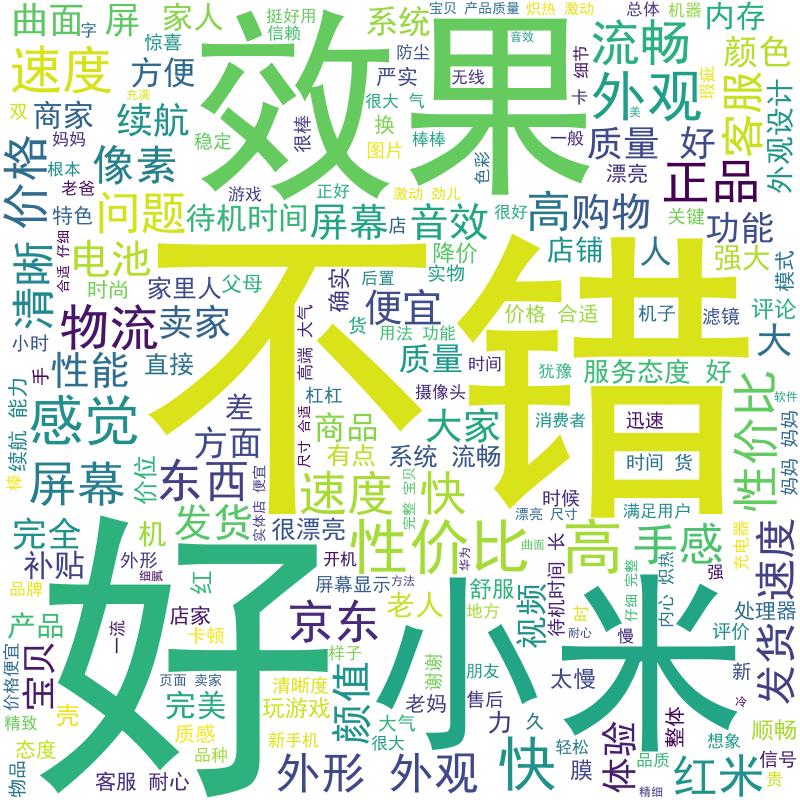 宝贝 产品质量 炽热 激动 总体 机器
曲面 屏 家人 挺好用 系统 内存
字 信赖
惊喜 效果 音效 流畅
速度 方便 防尘 细节 颜色
严实 无线 外观
双 商家 充满 很大 气 卡 瑕疵 客服
续航 很棒 换 美 外观设计
妈妈 稳定 棒棒 一般 质量 好
价格 根本 像素 图片 色彩 漂亮
老爸 游戏 正好 激动 劲儿 正品
特色 问题 待机时间 屏幕 店 音效 很好 高购物 关键 功能
清晰 合适 仔细 电池 降价 店铺 人 强大
时尚 家里人 父母 确实 后置 实物 模式
不错
物流 卖家 大气 货 便宜 价格 合适 机子 滤镜 评论
用法 功能 大
手 性能 直接 高端 质量 时间 犹豫 服务态度 好
能力 杠杠 摄像头 软件
续航 感觉 差 尺寸 合适 商品 大家 消费者 迅速 性价比
方面 有点 系统 流畅 时间 货 妈妈
棒 屏幕 价位 东西 便宜 速度 完整 宝贝 快 时候 妈妈
实体店 漂亮 尺寸 满足用户
完全 机 发货 很漂亮 性价比 华为 曲面 高 手感 充电器 发货 速度
补贴 外形 开机 长
品牌 细腻 红 屏幕显示 方法 舒服 视频 待机时间 仔细 完整 内心 炽热 强
好 小米
产品 一流 店家 京东 老人 地方 时 处理器
卡顿 耐心 慢 评价
价格便宜 宝贝 页面 卖家 样子 谢谢 朋友
完美 清晰度 颜值 太慢 新
精致 壳 玩游戏 老妈 售后
质感 大气 力 久 整体 冷 顺畅
态度 品种 新手机 很大 轻松 体验 想象
物品 外形 外观 快 膜 品质 信号
客服 耐心 精细 红米 贵